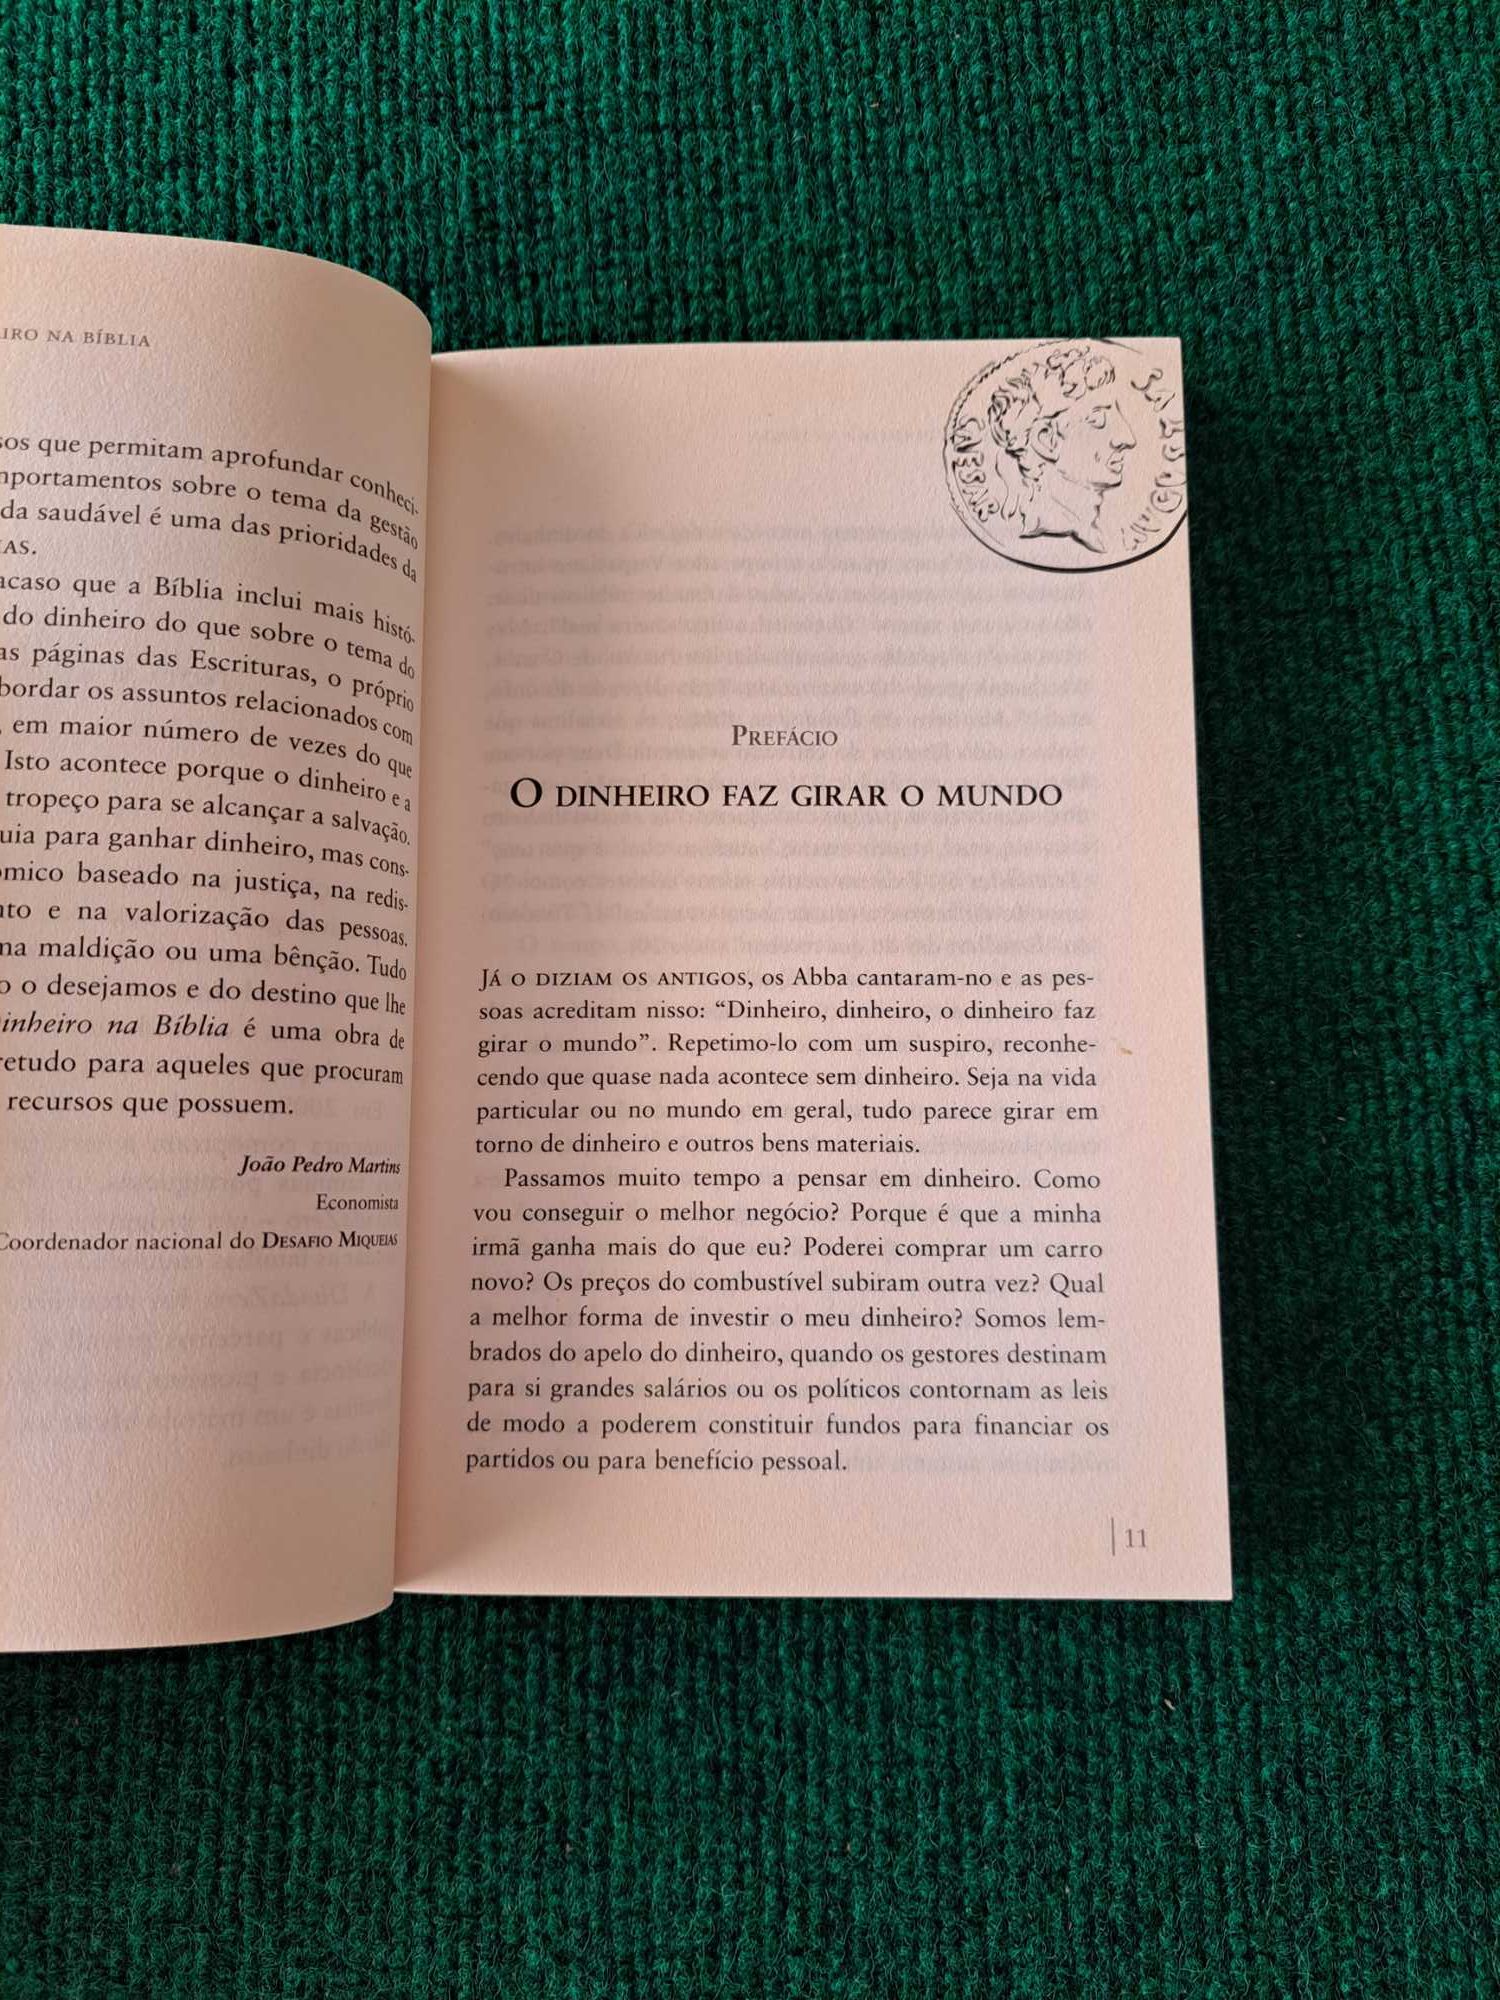 IRO NA BÍBLIA
sos que permitam aprofundar conheci-
mportamentos sobre o tema da gestão
da saudável é uma das prioridades da
IAS.
acaso que a Bíblia inclui mais histó-
do dinheiro do que sobre o tema do
as páginas das Escrituras, o próprio
bordar os assuntos relacionados com
, em maior número de vezes do que
Isto acontece porque o dinheiro e a
tropeço para se alcançar a salvação.
uia para ganhar dinheiro, mas cons-
ómico baseado na justiça, na redis-
nto e na valorização das pessoas.
ma maldição ou uma bênção. Tudo
o o desejamos e do destino que lhe
inheiro na Bíblia é uma obra de
retudo para aqueles que procuram
recursos que possuem.
João Pedro Martins
Economista
Coordenador nacional do DESAFIO MIQUEIAS
CAESAR
PREFÁCIO
O DINHEIRO FAZ GIRAR O MUNDO
JÁ O DIZIAM OS ANTIGOS, os Abba cantaram-no e as pes-
soas acreditam nisso: “Dinheiro, dinheiro, o dinheiro faz
girar o mundo”. Repetimo-lo com um suspiro, reconhe-
cendo que quase nada acontece sem dinheiro. Seja na vida
particular ou no mundo em geral, tudo parece girar em
torno de dinheiro e outros bens materiais.
Passamos muito tempo a pensar em dinheiro. Como
vou conseguir o melhor negócio? Porque é que a minha
irmã ganha mais do que eu? Poderei comprar um carro
novo? Os preços do combustível subiram outra vez? Qual
a melhor forma de investir o meu dinheiro? Somos lem-
brados do apelo do dinheiro, quando os gestores destinam
para si grandes salários ou os políticos contornam as leis
de modo a poderem constituir fundos para financiar os
partidos ou para benefício pessoal.
11